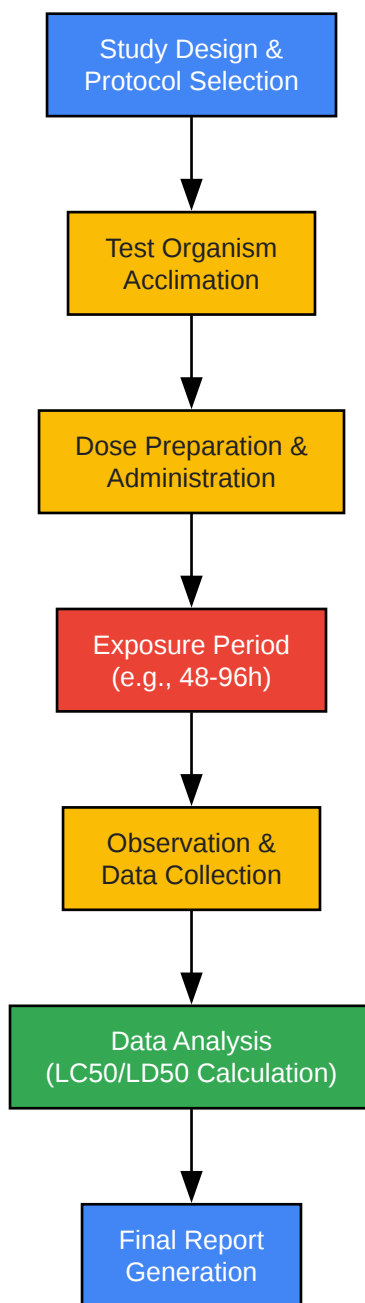 Study Design &
Protocol Selection
Test Organism
Acclimation
Dose Preparation &
Administration
Exposure Period
(e.g., 48-96h)
Observation &
Data Collection
Data Analysis
(LC50/LD50 Calculation)
Final Report
Generation